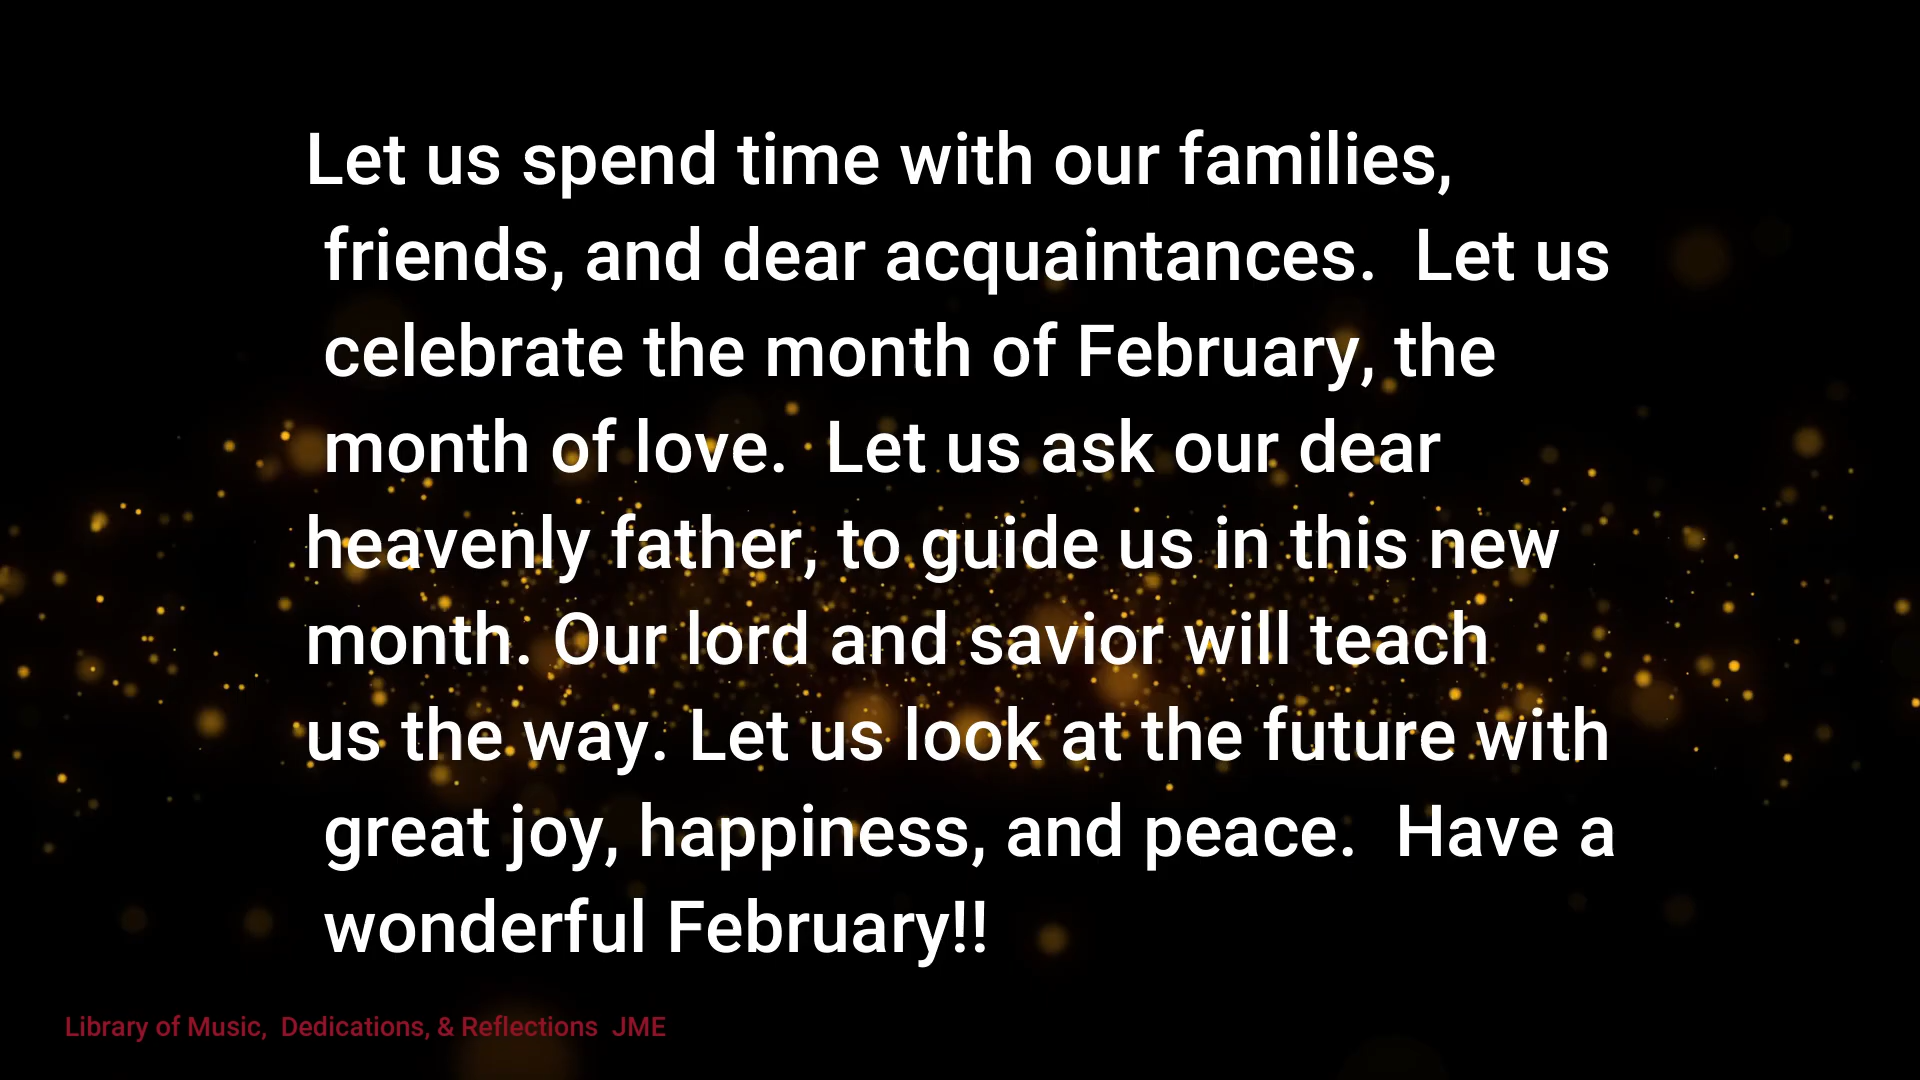 Let us spend time with our families,
friends, and dear acquaintances.  Let us
celebrate the month of February, the
month of love.  Let us ask our dear
heavenly father, to guide us in this new
month. Our lord and savior will teach
us the way. Let us look at the future with
great joy, happiness, and peace.  Have a
wonderful February!!
Library of Music,  Dedications, & Reflections  JME